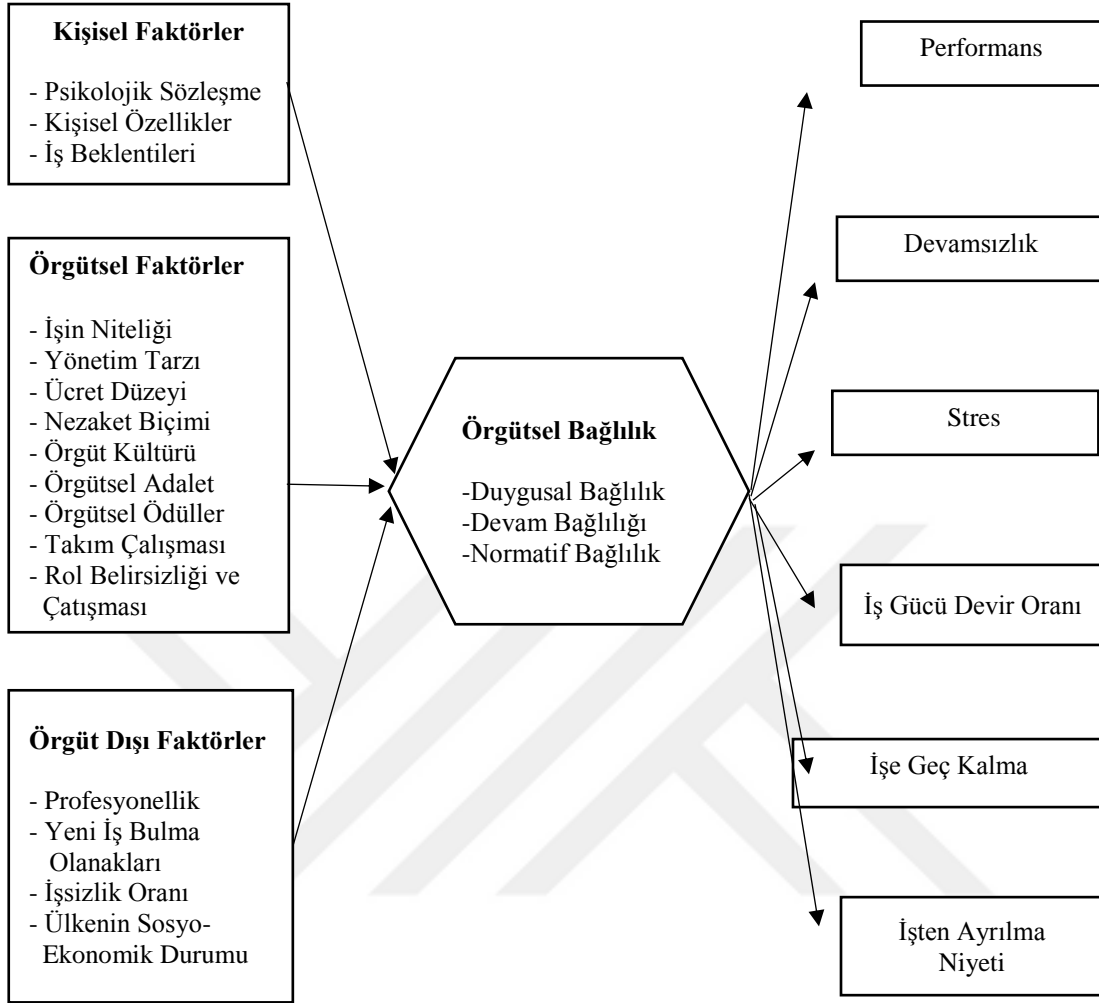 Kişisel Faktörler
- Psikolojik Sözleşme
- Kişisel Özellikler
- İş Beklentileri
Örgütsel Faktörler
- İşin Niteliği
- Yönetim Tarzı
- Ücret Düzeyi
- Nezaket Biçimi
- Örgüt Kültürü
- Örgütsel Adalet
- Örgütsel Ödüller
- Takım Çalışması
- Rol Belirsizliği ve
Çatışması
Örgüt Dışı Faktörler
- Profesyonellik
- Yeni İş Bulma
Olanakları
- İşsizlik Oranı
- Ülkenin Sosyo-
Ekonomik Durumu
Örgütsel Bağlılık
-Duygusal Bağlılık
-Devam Bağlılığı
-Normatif Bağlılık
Performans
Devamsızlık
Stres
İş Gücü Devir Oranı
İşe Geç Kalma
İşten Ayrılma
Niyeti